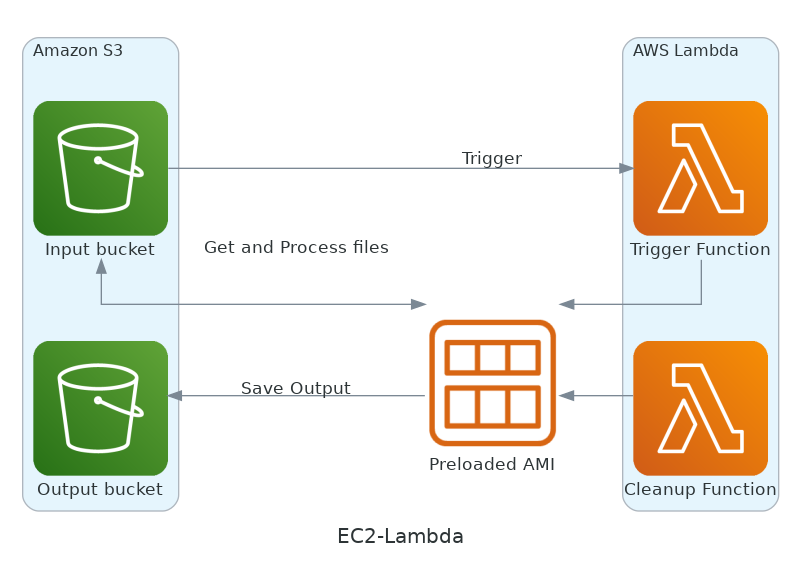 Amazon S3
AWS Lambda
Trigger
Input bucket
Trigger Function
Get and Process files
Save Output
Preloaded AMI
Output bucket
Cleanup Function
EC2-Lambda